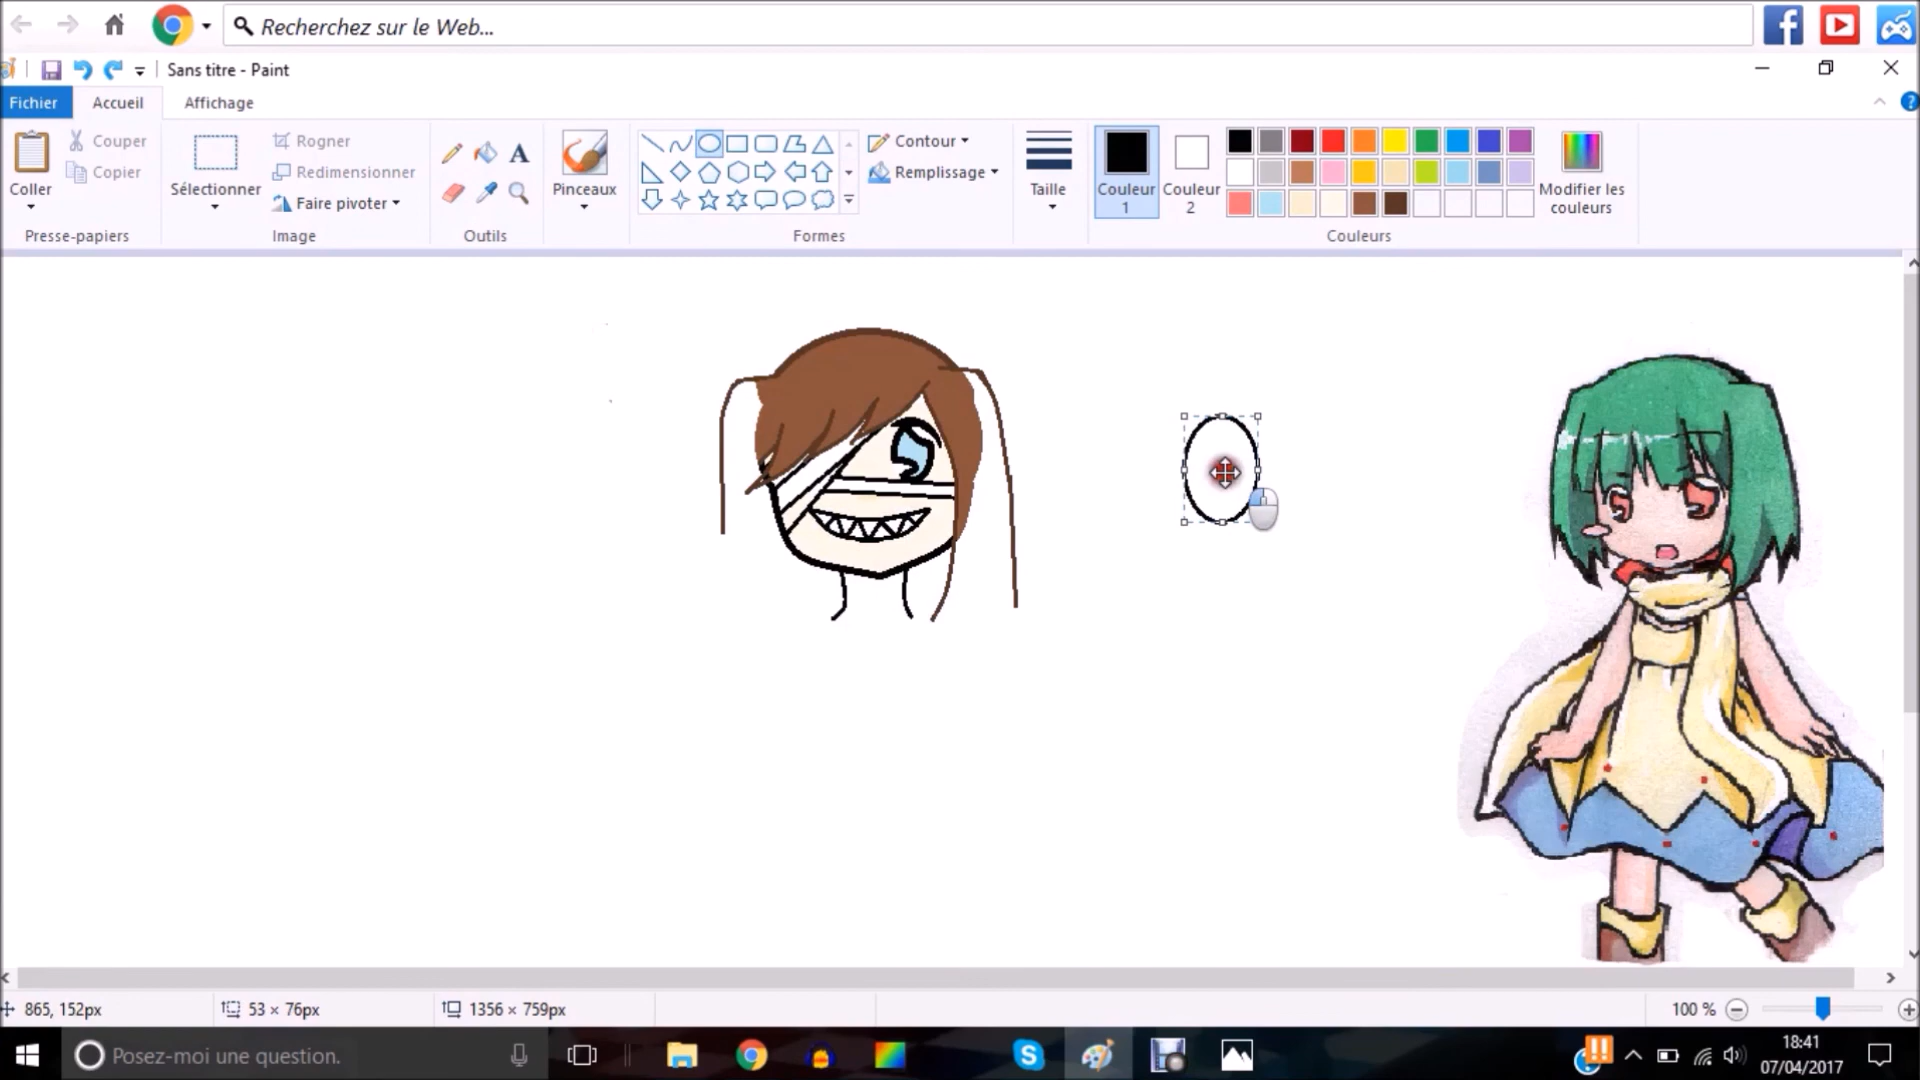 Recherchez sur le Web...
Sans titre - Paint
Fichier Accueil Affichage
Coller
Couper
Copier
Presse-papiers
Sélectionner
Rogner
Redimensionner
Faire pivoter
Image
A
Outils
Pinceaux
Contour
Remplissage
Formes
Taille
Couleur 1
Couleur 2
Modifier les couleurs
Couleurs
865, 152px
53 × 76px
1356 × 759px
100 %
Posez-moi une question.
18:41
07/04/2017